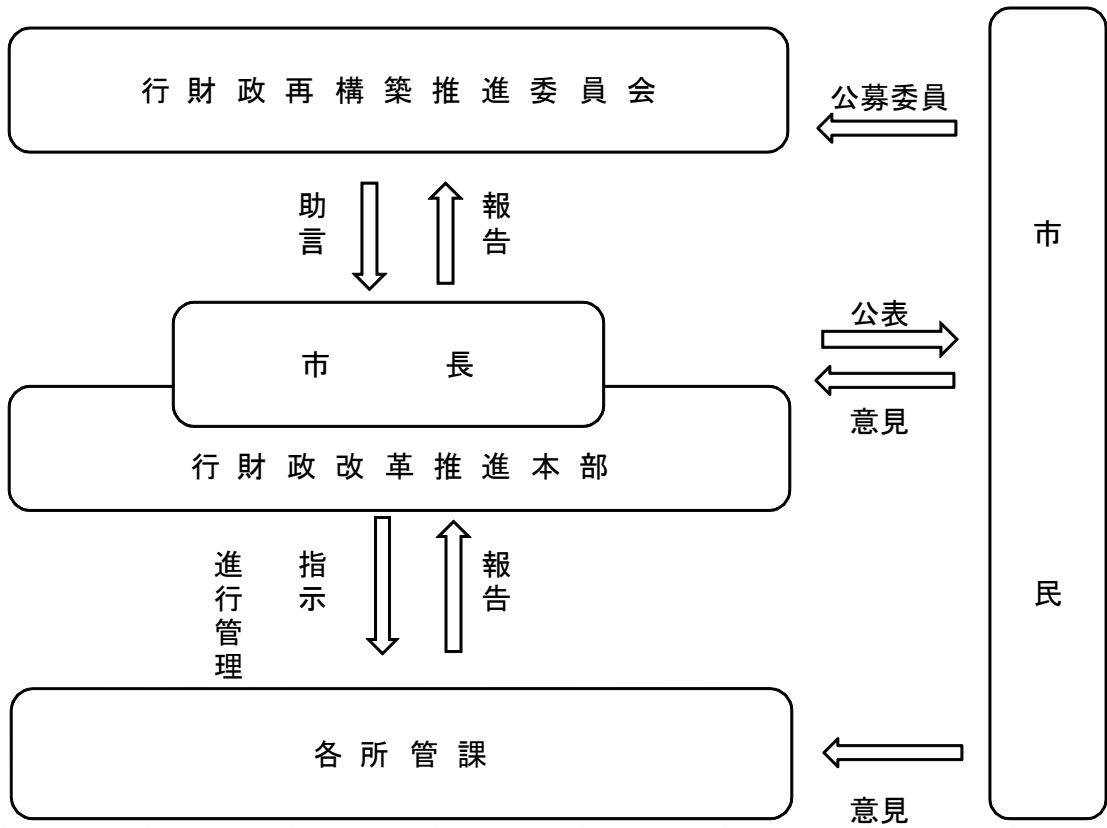 行財政再構築推進委員会
公募委員
助言
報告
市長
公表
意見
行財政改革推進本部
進行管理
指示
報告
各所管課
意見
市民